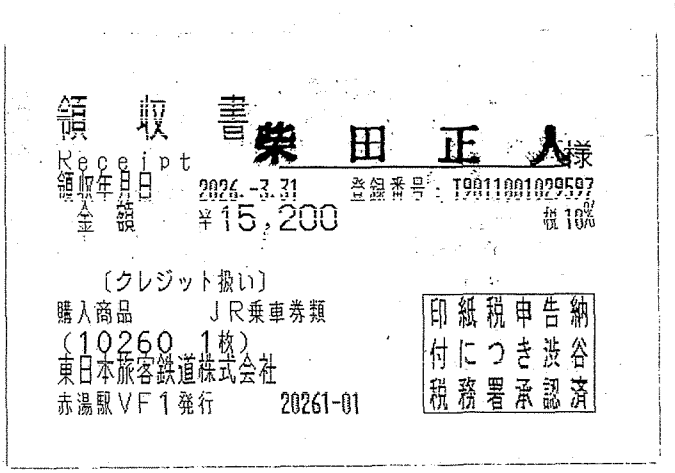 領収書
柴田正人様
Receipt
領収年月日 2026.-3.31 登録番号: T9011001029597
金額 ¥15,200 税10%
(クレジット扱い)
購入商品 JR乗車券類
(10260 1枚)
東日本旅客鉄道株式会社
赤湯駅VF1発行 20261-01
印紙税申告納
付につき渋谷
税務署承認済